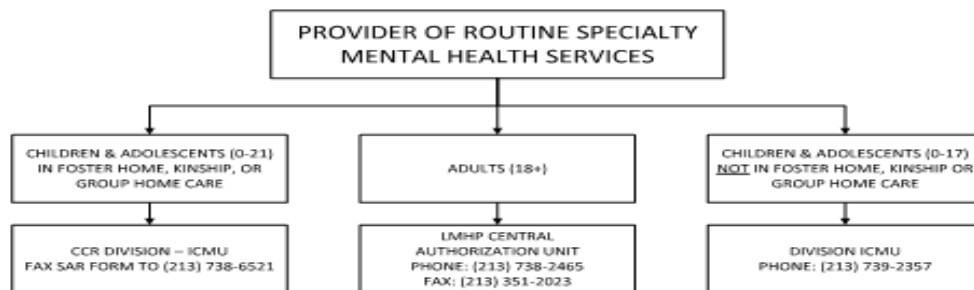 PROVIDER OF ROUTINE SPECIALTY
MENTAL HEALTH SERVICES
CHILDREN & ADOLESCENTS (0-21)
IN FOSTER HOME, KINSHIP, OR
GROUP HOME CARE
ADULTS (18+)
CHILDREN & ADOLESCENTS (0-17)
NOT IN FOSTER HOME, KINSHIP OR
GROUP HOME CARE
CCR DIVISION – ICMU
FAX SAR FORM TO (213) 738-6521
LMHP CENTRAL
AUTHORIZATION UNIT
PHONE: (213) 738-2465
FAX: (213) 351-2023
DIVISION ICMU
PHONE: (213) 739-2357